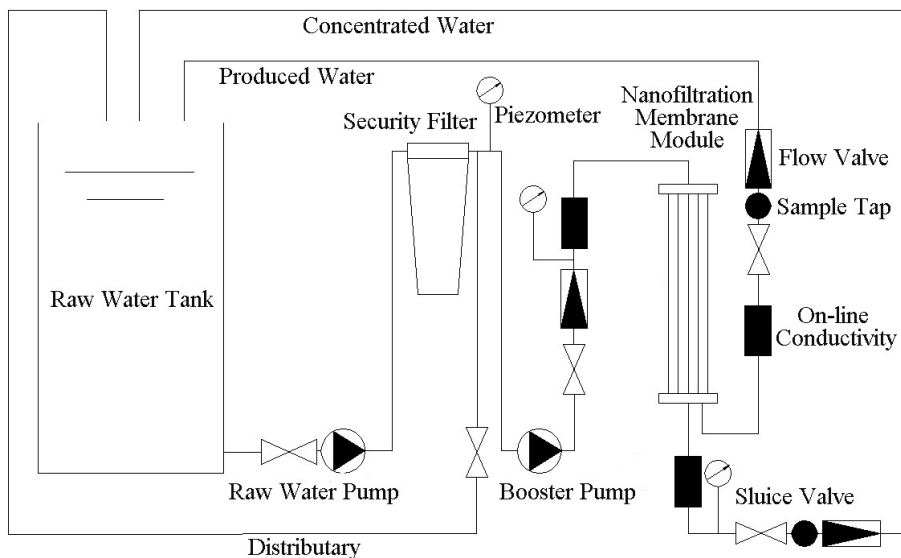 Concentrated Water
Produced Water
Security Filter
Piezometer
Nanofiltration
Membrane
Module
Flow Valve
Sample Tap
Raw Water Tank
On-line
Conductivity
Raw Water Pump
Booster Pump
Sluice Valve
Distributary